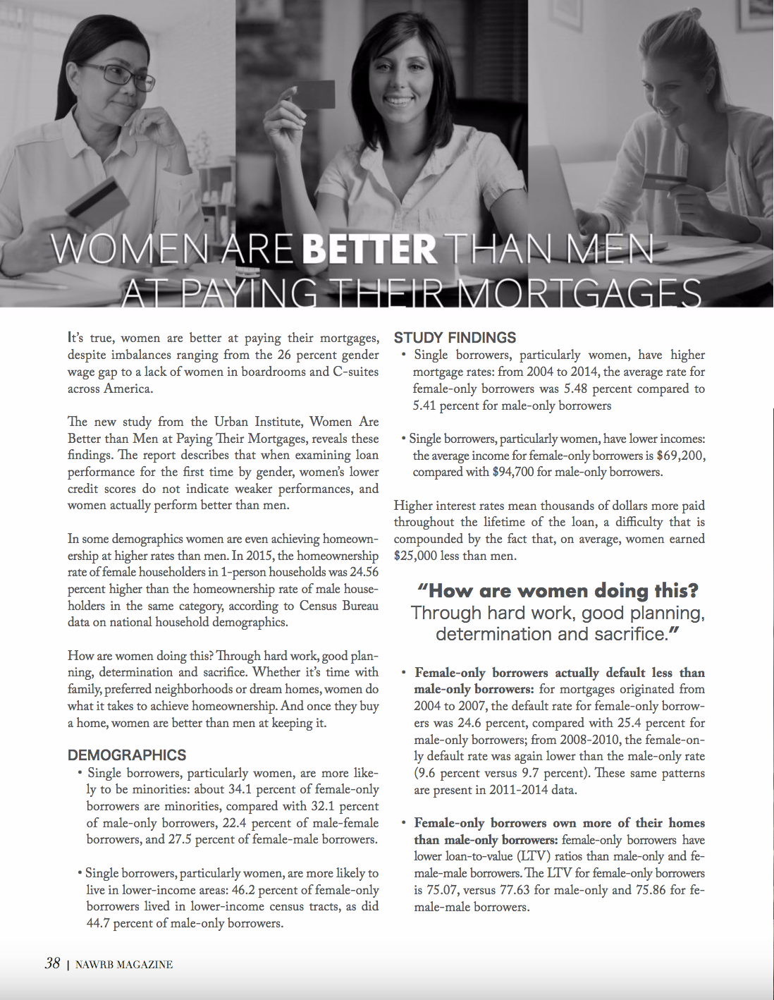 WOMEN ARE BETTER THAN MEN
AT PAYING THEIR MORTGAGES
It's true, women are better at paying their mortgages,
despite imbalances ranging from the 26 percent gender
wage gap to a lack of women in boardrooms and C-suites
across America.
The new study from the Urban Institute, Women Are
Better than Men at Paying Their Mortgages, reveals these
findings. The report describes that when examining loan
performance for the first time by gender, women's lower
credit scores do not indicate weaker performances, and
women actually perform better than men.
In some demographics women are even achieving homeown-
ership at higher rates than men. In 2015, the homeownership
rate of female householders in 1-person households was 24.56
percent higher than the homeownership rate of male house-
holders in the same category, according to Census Bureau
data on national household demographics.
How are women doing this? Through hard work, good plan-
ning, determination and sacrifice. Whether it's time with
family, preferred neighborhoods or dream homes, women do
what it takes to achieve homeownership. And once they buy
a home, women are better than men at keeping it.
DEMOGRAPHICS
• Single borrowers, particularly women, are more like-
ly to be minorities: about 34.1 percent of female-only
borrowers are minorities, compared with 32.1 percent
of male-only borrowers, 22.4 percent of male-female
borrowers, and 27.5 percent of female-male borrowers.
• Single borrowers, particularly women, are more likely to
live in lower-income areas: 46.2 percent of female-only
borrowers lived in lower-income census tracts, as did
44.7 percent of male-only borrowers.
STUDY FINDINGS
• Single borrowers, particularly women, have higher
mortgage rates: from 2004 to 2014, the average rate for
female-only borrowers was 5.48 percent compared to
5.41 percent for male-only borrowers
• Single borrowers, particularly women, have lower incomes:
the average income for female-only borrowers is $69,200,
compared with $94,700 for male-only borrowers.
Higher interest rates mean thousands of dollars more paid
throughout the lifetime of the loan, a difficulty that is
compounded by the fact that, on average, women earned
$25,000 less than men.
"How are women doing this?
Through hard work, good planning,
determination and sacrifice."
• Female-only borrowers actually default less than
male-only borrowers: for mortgages originated from
2004 to 2007, the default rate for female-only borrow-
ers was 24.6 percent, compared with 25.4 percent for
male-only borrowers; from 2008-2010, the female-on-
ly default rate was again lower than the male-only rate
(9.6 percent versus 9.7 percent). These same patterns
are present in 2011-2014 data.
• Female-only borrowers own more of their homes
than male-only borrowers: female-only borrowers have
lower loan-to-value (LTV) ratios than male-only and fe-
male-male borrowers. The LTV for female-only borrowers
is 75.07, versus 77.63 for male-only and 75.86 for fe-
male-male borrowers.
38 | NAWRB MAGAZINE